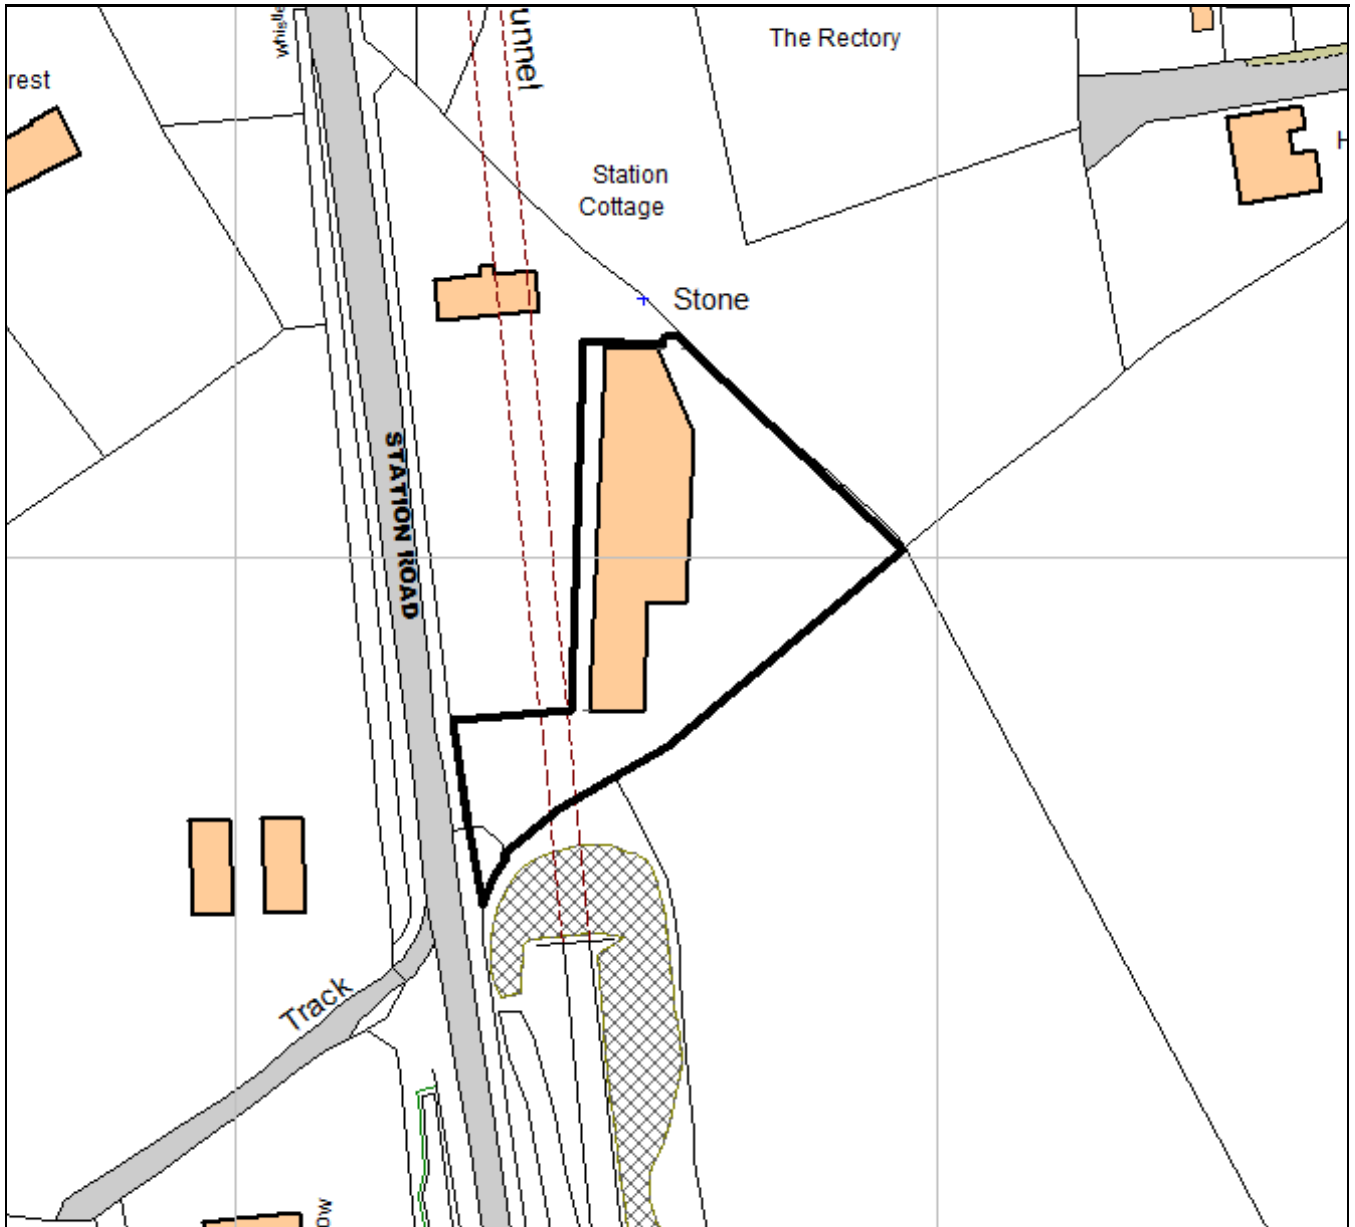 The Rectory
rest
unnel
Station
Cottage
Stone
STATION ROAD
Track